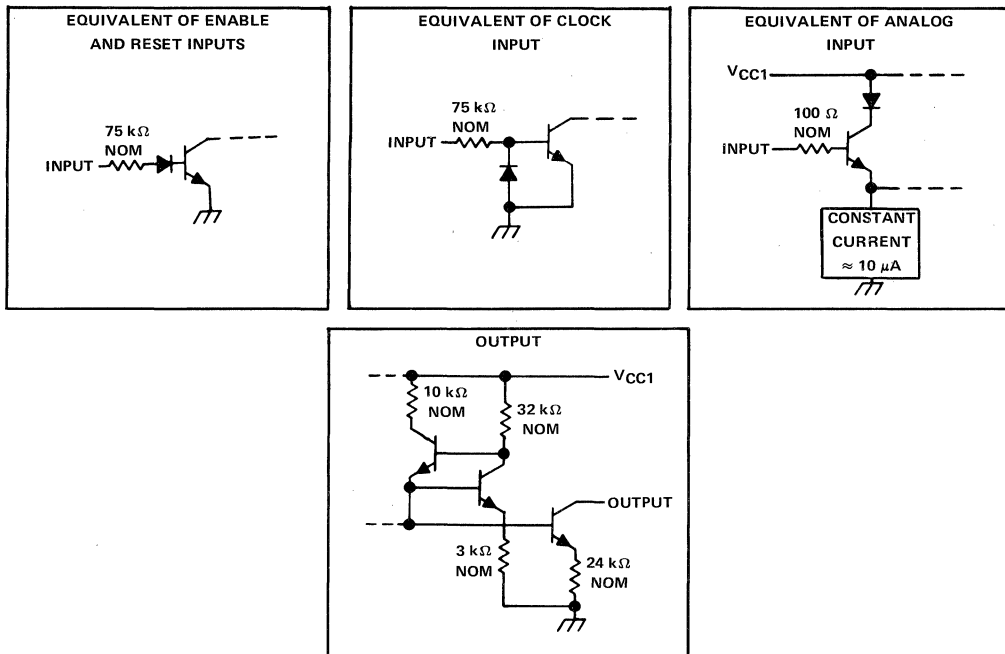 EQUIVALENT OF ENABLE
AND RESET INPUTS
75 kΩ
NOM
INPUT
EQUIVALENT OF CLOCK
INPUT
75 kΩ
NOM
INPUT
EQUIVALENT OF ANALOG
INPUT
VCC1
100 Ω
NOM
iNPUT
CONSTANT
CURRENT
≈ 10 μA
OUTPUT
VCC1
10 kΩ
NOM
32 kΩ
NOM
OUTPUT
3 kΩ
NOM
24 kΩ
NOM